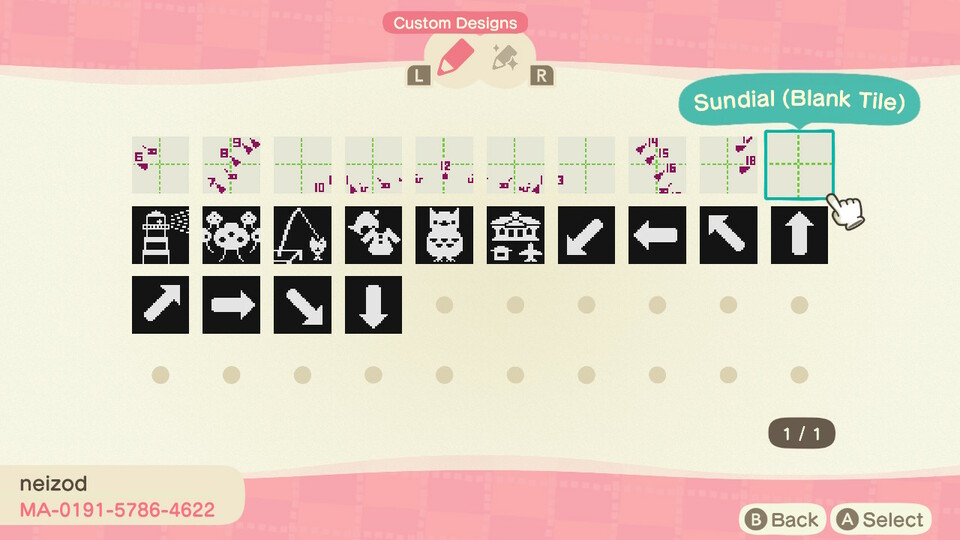 Custom Designs
L
R
Sundial (Blank Tile)
6
9
8
7
10
12
3
14
15
16
18
1 / 1
neizod
MA-0191-5786-4622
B Back
A Select